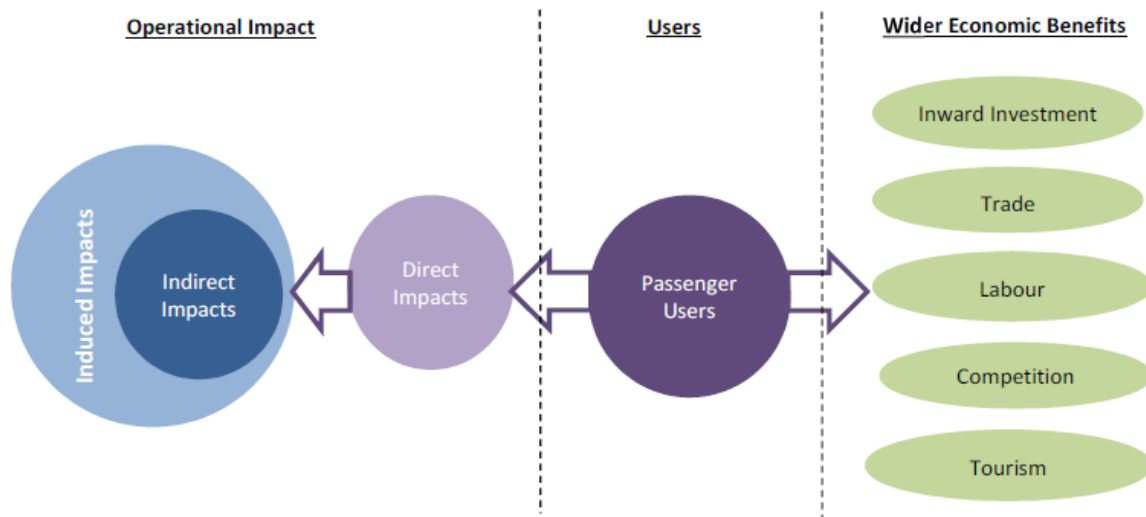 Operational Impact
Users
Wider Economic Benefits
Induced Impacts
Indirect
Impacts
Direct
Impacts
Passenger
Users
Inward Investment
Trade
Labour
Competition
Tourism